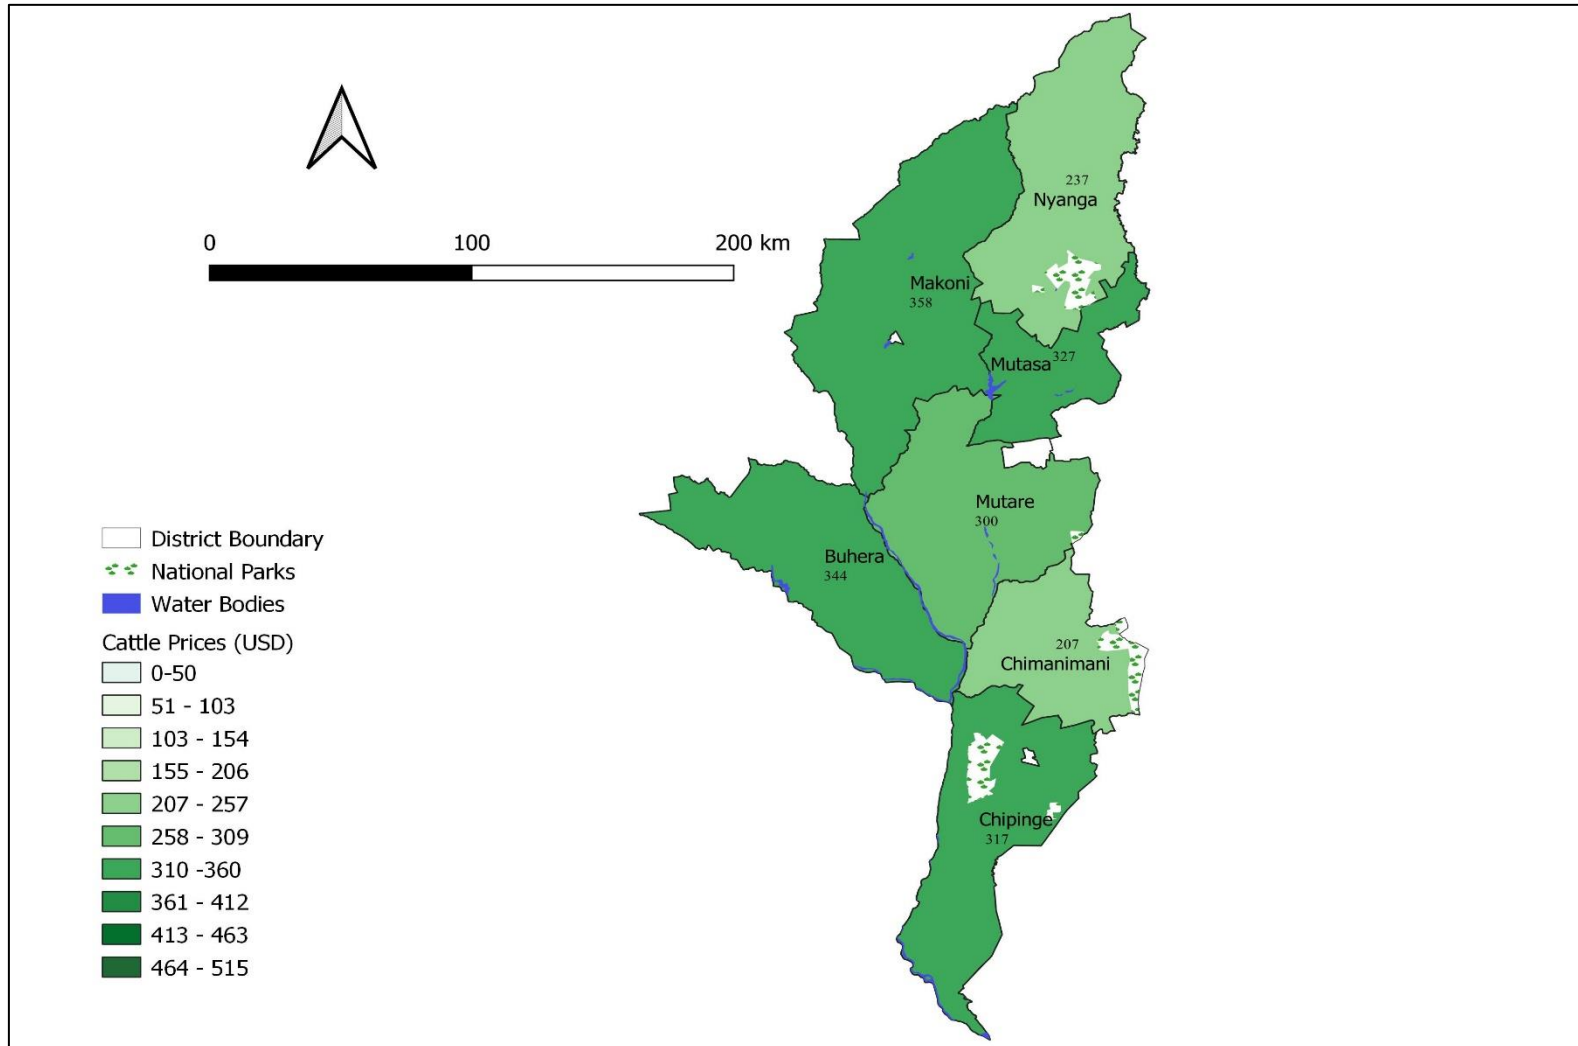 0 100 200 km
237
Nyanga
Makoni
358
Mutasa 327
Mutare
300
Buhera
344
207
Chimanimani
Chipinge
317
District Boundary
National Parks
Water Bodies
Cattle Prices (USD)
0-50
51 - 103
103 - 154
155 - 206
207 - 257
258 - 309
310 -360
361 - 412
413 - 463
464 - 515